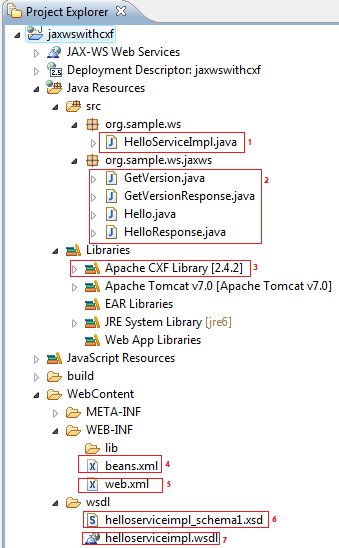 Project Explorer
jaxwswithcxf
JAX-WS Web Services
2.5 Deployment Descriptor: jaxwswithcxf
Java Resources
src
org.sample.ws
HelloServiceImpl.java 1
org.sample.ws.jaxws
GetVersion.java 2
GetVersionResponse.java
Hello.java
HelloResponse.java
Libraries
Apache CXF Library [2.4.2] 3
Apache Tomcat v7.0 [Apache Tomcat v7.0]
EAR Libraries
JRE System Library [jre6]
Web App Libraries
JavaScript Resources
build
WebContent
META-INF
WEB-INF
lib
beans.xml 4
web.xml 5
wsdl
helloserviceimpl_schema1.xsd 6
helloserviceimpl.wsdl 7